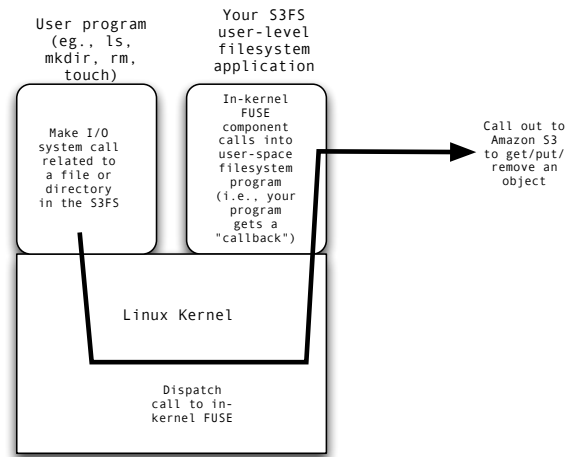 User program
(eg., ls,
mkdir, rm,
touch)
Your S3FS
user-level
filesystem
application
Make I/O
system call
related to
a file or
directory
in the S3FS
In-kernel
FUSE
component
calls into
user-space
filesystem
program
(i.e., your
program
gets a
"callback")
Call out to
Amazon S3
to get/put/
remove an
object
Linux Kernel
Dispatch
call to in-
kernel FUSE